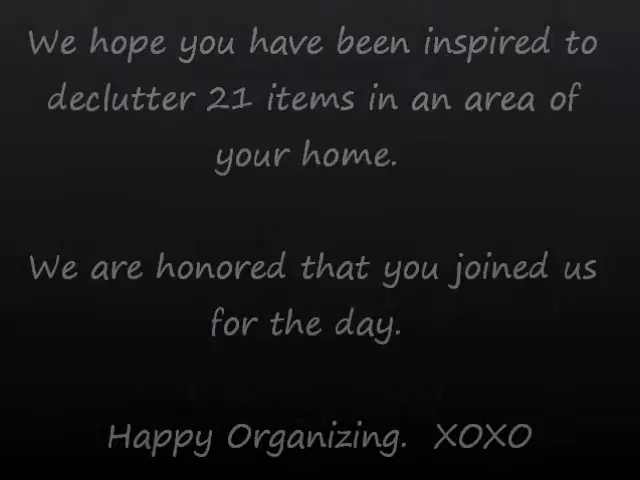 We hope you have been inspired to
declutter 21 items in an area of
your home.
We are honored that you joined us
for the day.
Happy Organizing. XOXO